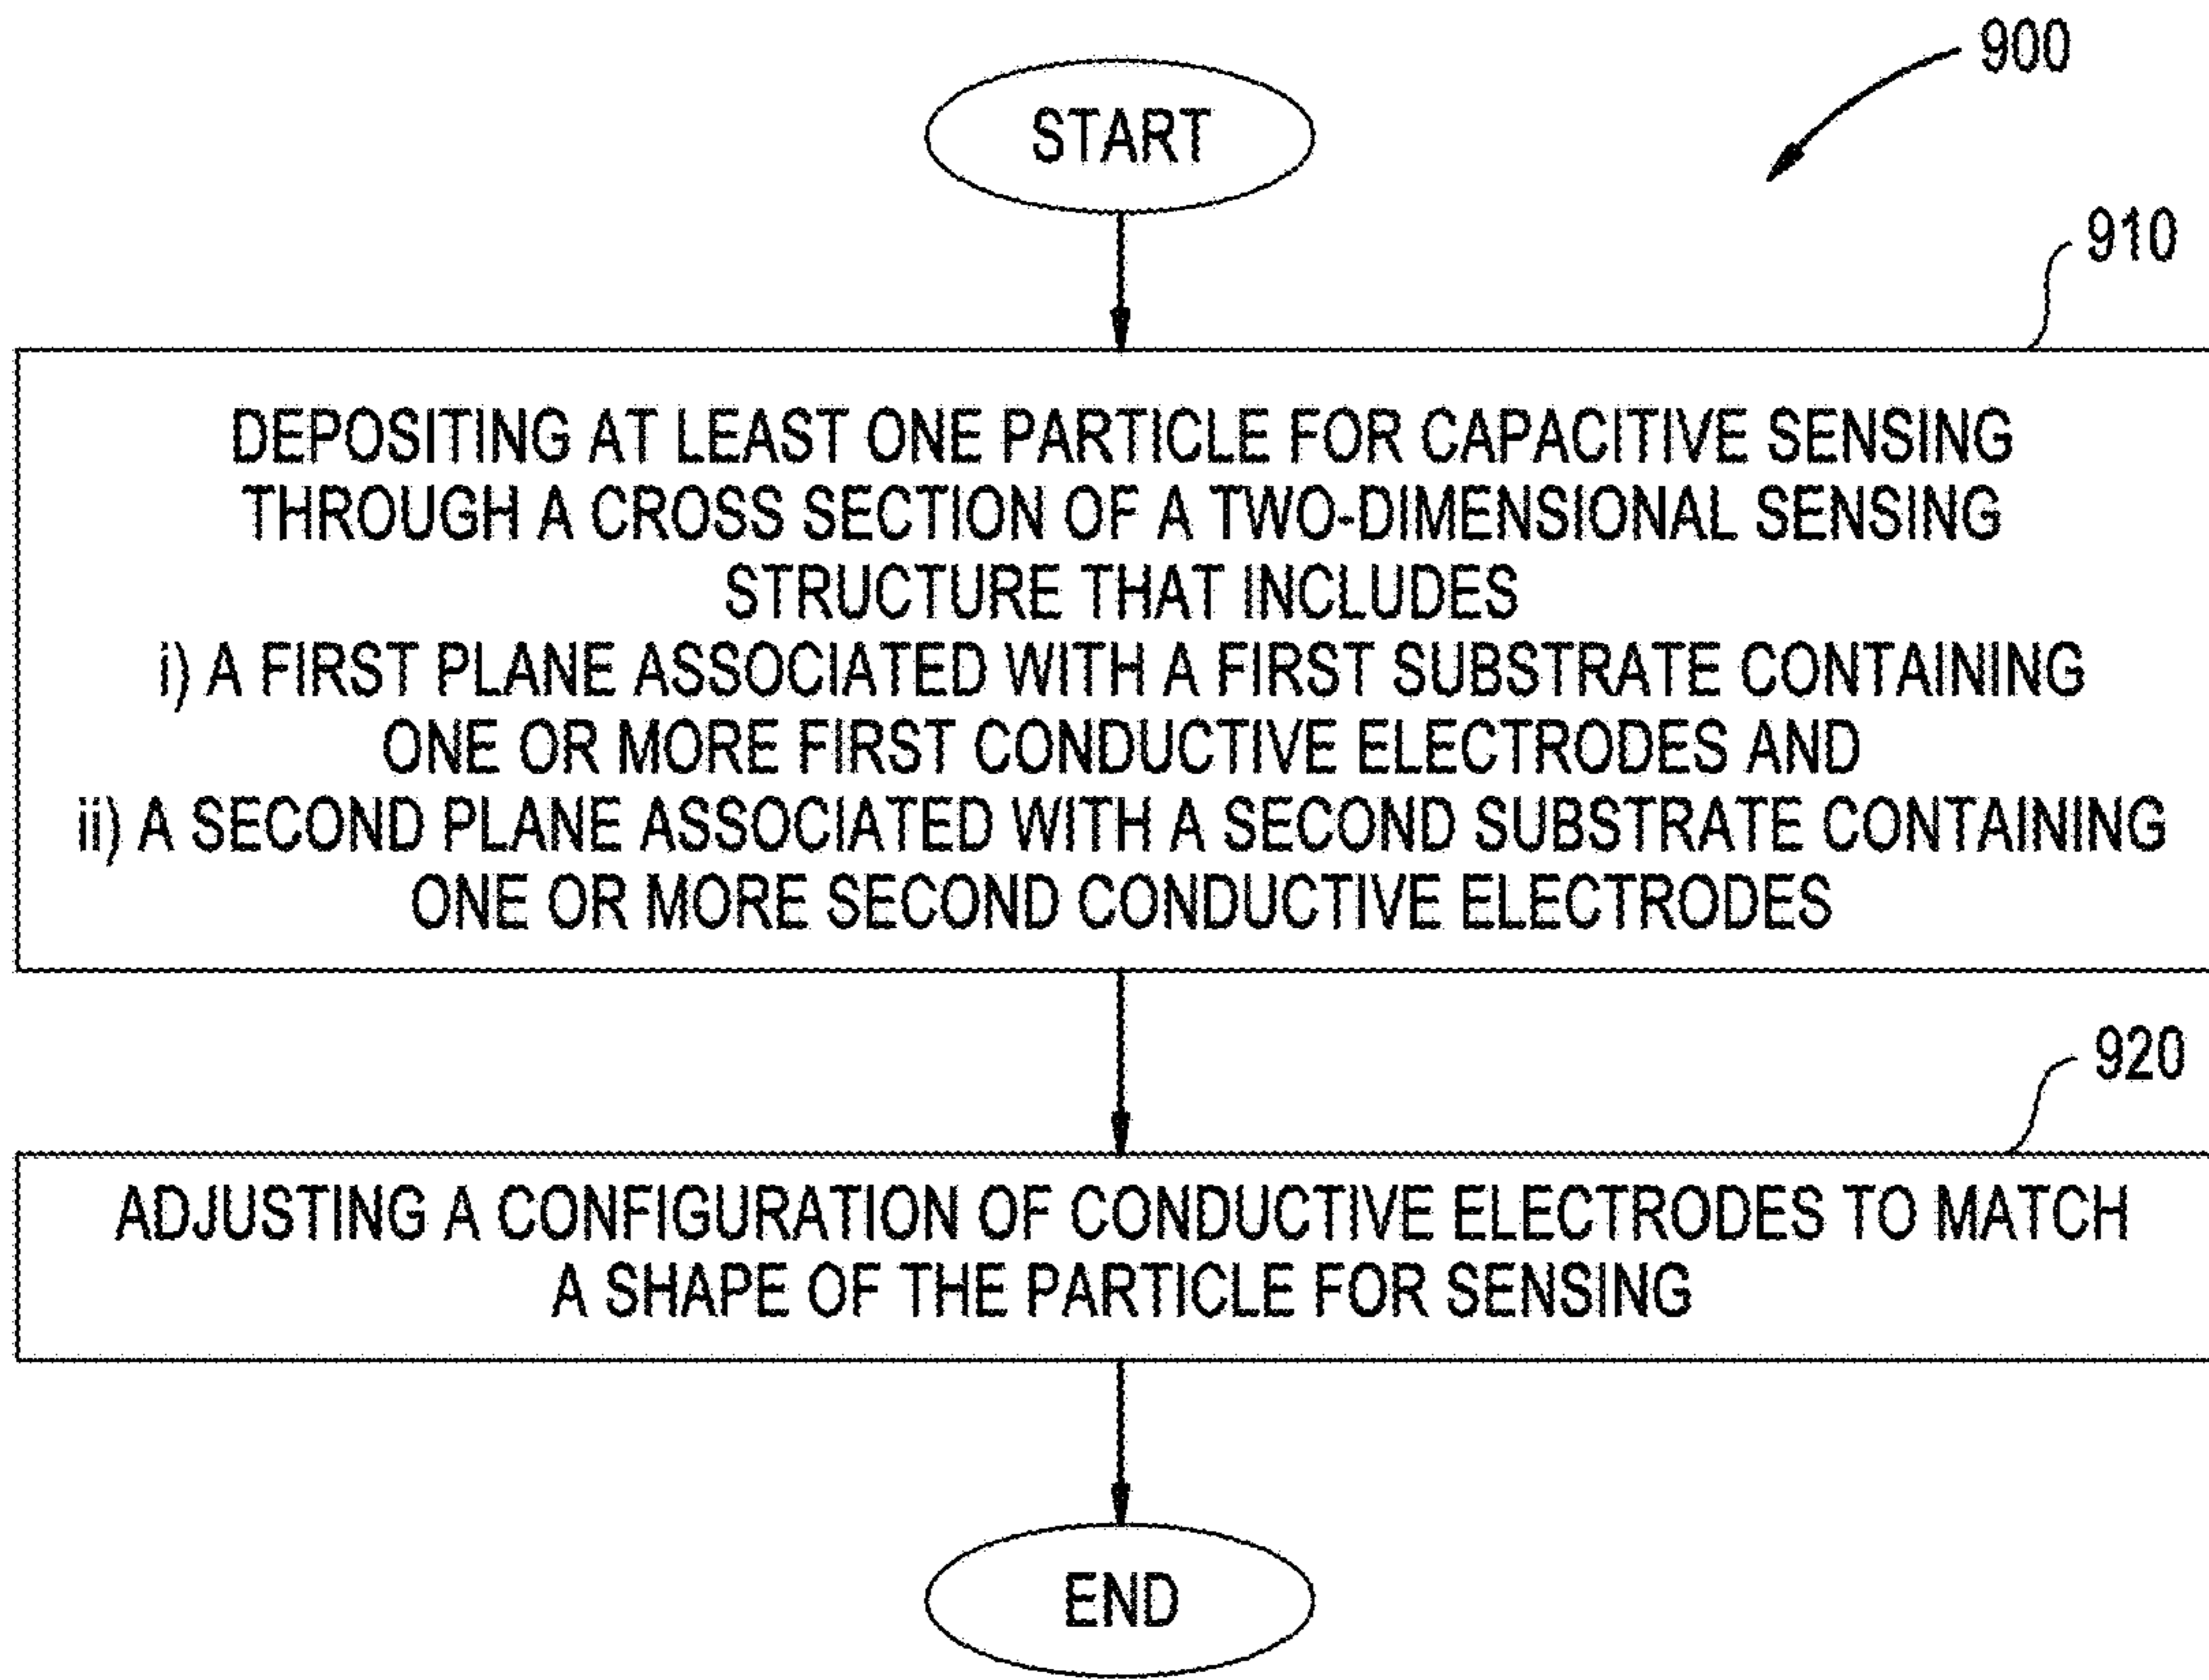 900
START
910
DEPOSITING AT LEAST ONE PARTICLE FOR CAPACITIVE SENSING
THROUGH A CROSS SECTION OF A TWO-DIMENSIONAL SENSING
STRUCTURE THAT INCLUDES
i) A FIRST PLANE ASSOCIATED WITH A FIRST SUBSTRATE CONTAINING
ONE OR MORE FIRST CONDUCTIVE ELECTRODES AND
ii) A SECOND PLANE ASSOCIATED WITH A SECOND SUBSTRATE CONTAINING
ONE OR MORE SECOND CONDUCTIVE ELECTRODES
920
ADJUSTING A CONFIGURATION OF CONDUCTIVE ELECTRODES TO MATCH
A SHAPE OF THE PARTICLE FOR SENSING
END